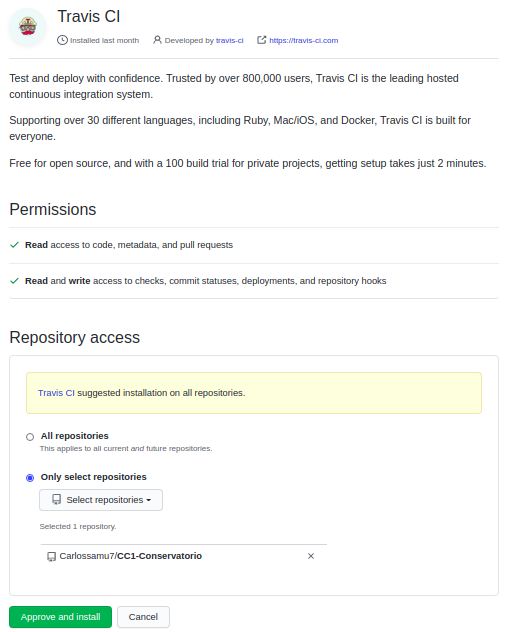 Travis CI
Installed last month Developed by travis-ci https://travis-ci.com
Test and deploy with confidence. Trusted by over 800,000 users, Travis CI is the leading hosted
continuous integration system.
Supporting over 30 different languages, including Ruby, Mac/iOS, and Docker, Travis CI is built for
everyone.
Free for open source, and with a 100 build trial for private projects, getting setup takes just 2 minutes.
Permissions
Read access to code, metadata, and pull requests
Read and write access to checks, commit statuses, deployments, and repository hooks
Repository access
Travis CI suggested installation on all repositories.
All repositories
This applies to all current and future repositories.
Only select repositories
Select repositories
Selected 1 repository.
Carlossamu7/CC1-Conservatorio
Approve and install Cancel